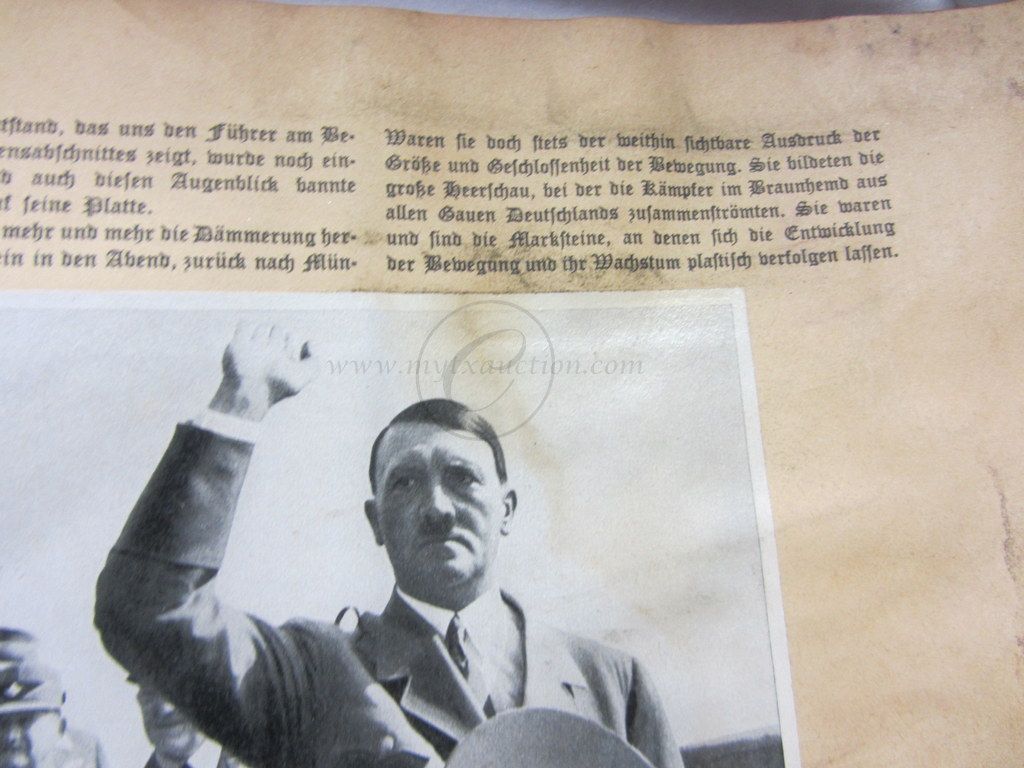 das uns den Führer am Be-
zeigt, wurde noch ein-
auch diesen Augenblick bannte
seine Platte.
mehr und mehr die Dämmerung her-
in den Abend, zurück nach Mün-
Waren sie doch stets der weithin sichtbare Ausdruck der
Größe und Geschlossenheit der Bewegung. Sie bildeten die
große Heerschau, bei der die Kämpfer im Braunhemd aus
allen Gauen Deutschlands zusammenströmten. Sie waren
und sind die Marksteine, an denen sich die Entwicklung
der Bewegung und ihr Wachstum plastisch verfolgen lassen.
www.mytxauction.com